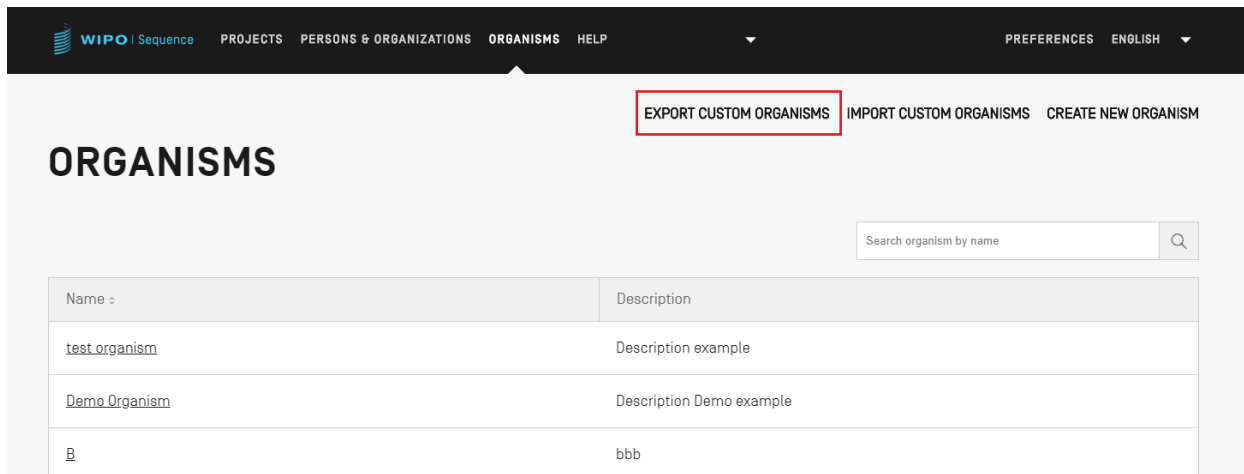 WIPO | Sequence PROJECTS PERSONS & ORGANIZATIONS ORGANISMS HELP PREFERENCES ENGLISH
EXPORT CUSTOM ORGANISMS IMPORT CUSTOM ORGANISMS CREATE NEW ORGANISM
ORGANISMS
Search organism by name
Name Description
test organism Description example
Demo Organism Description Demo example
B bbb